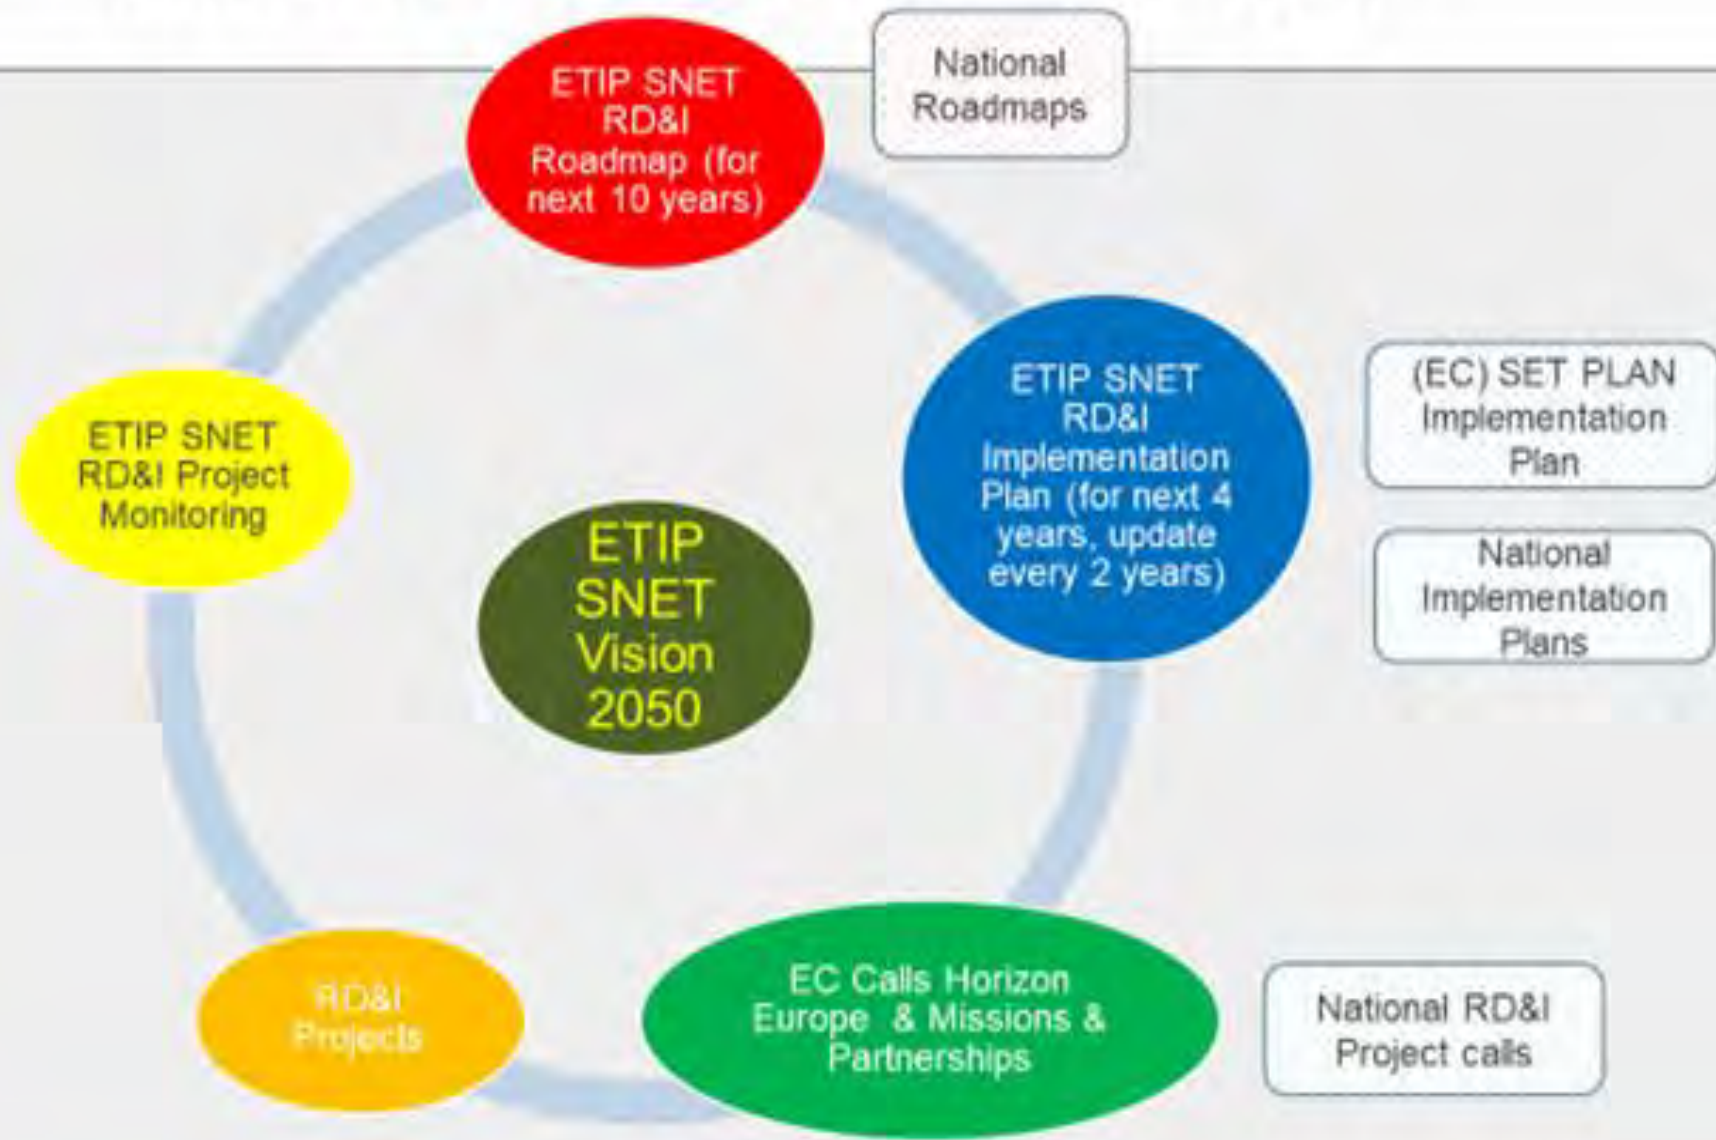 ETIP SNET
RD&I
Roadmap (for
next 10 years)
National
Roadmaps
ETIP SNET
RD&I
Implementation
Plan (for next 4
years, update
every 2 years)
(EC) SET PLAN
Implementation
Plan
National
Implementation
Plans
ETIP SNET
RD&I Project
Monitoring
ETIP
SNET
Vision
2050
RD&I
Projects
EC Calls Horizon
Europe & Missions &
Partnerships
National RD&I
Project calls